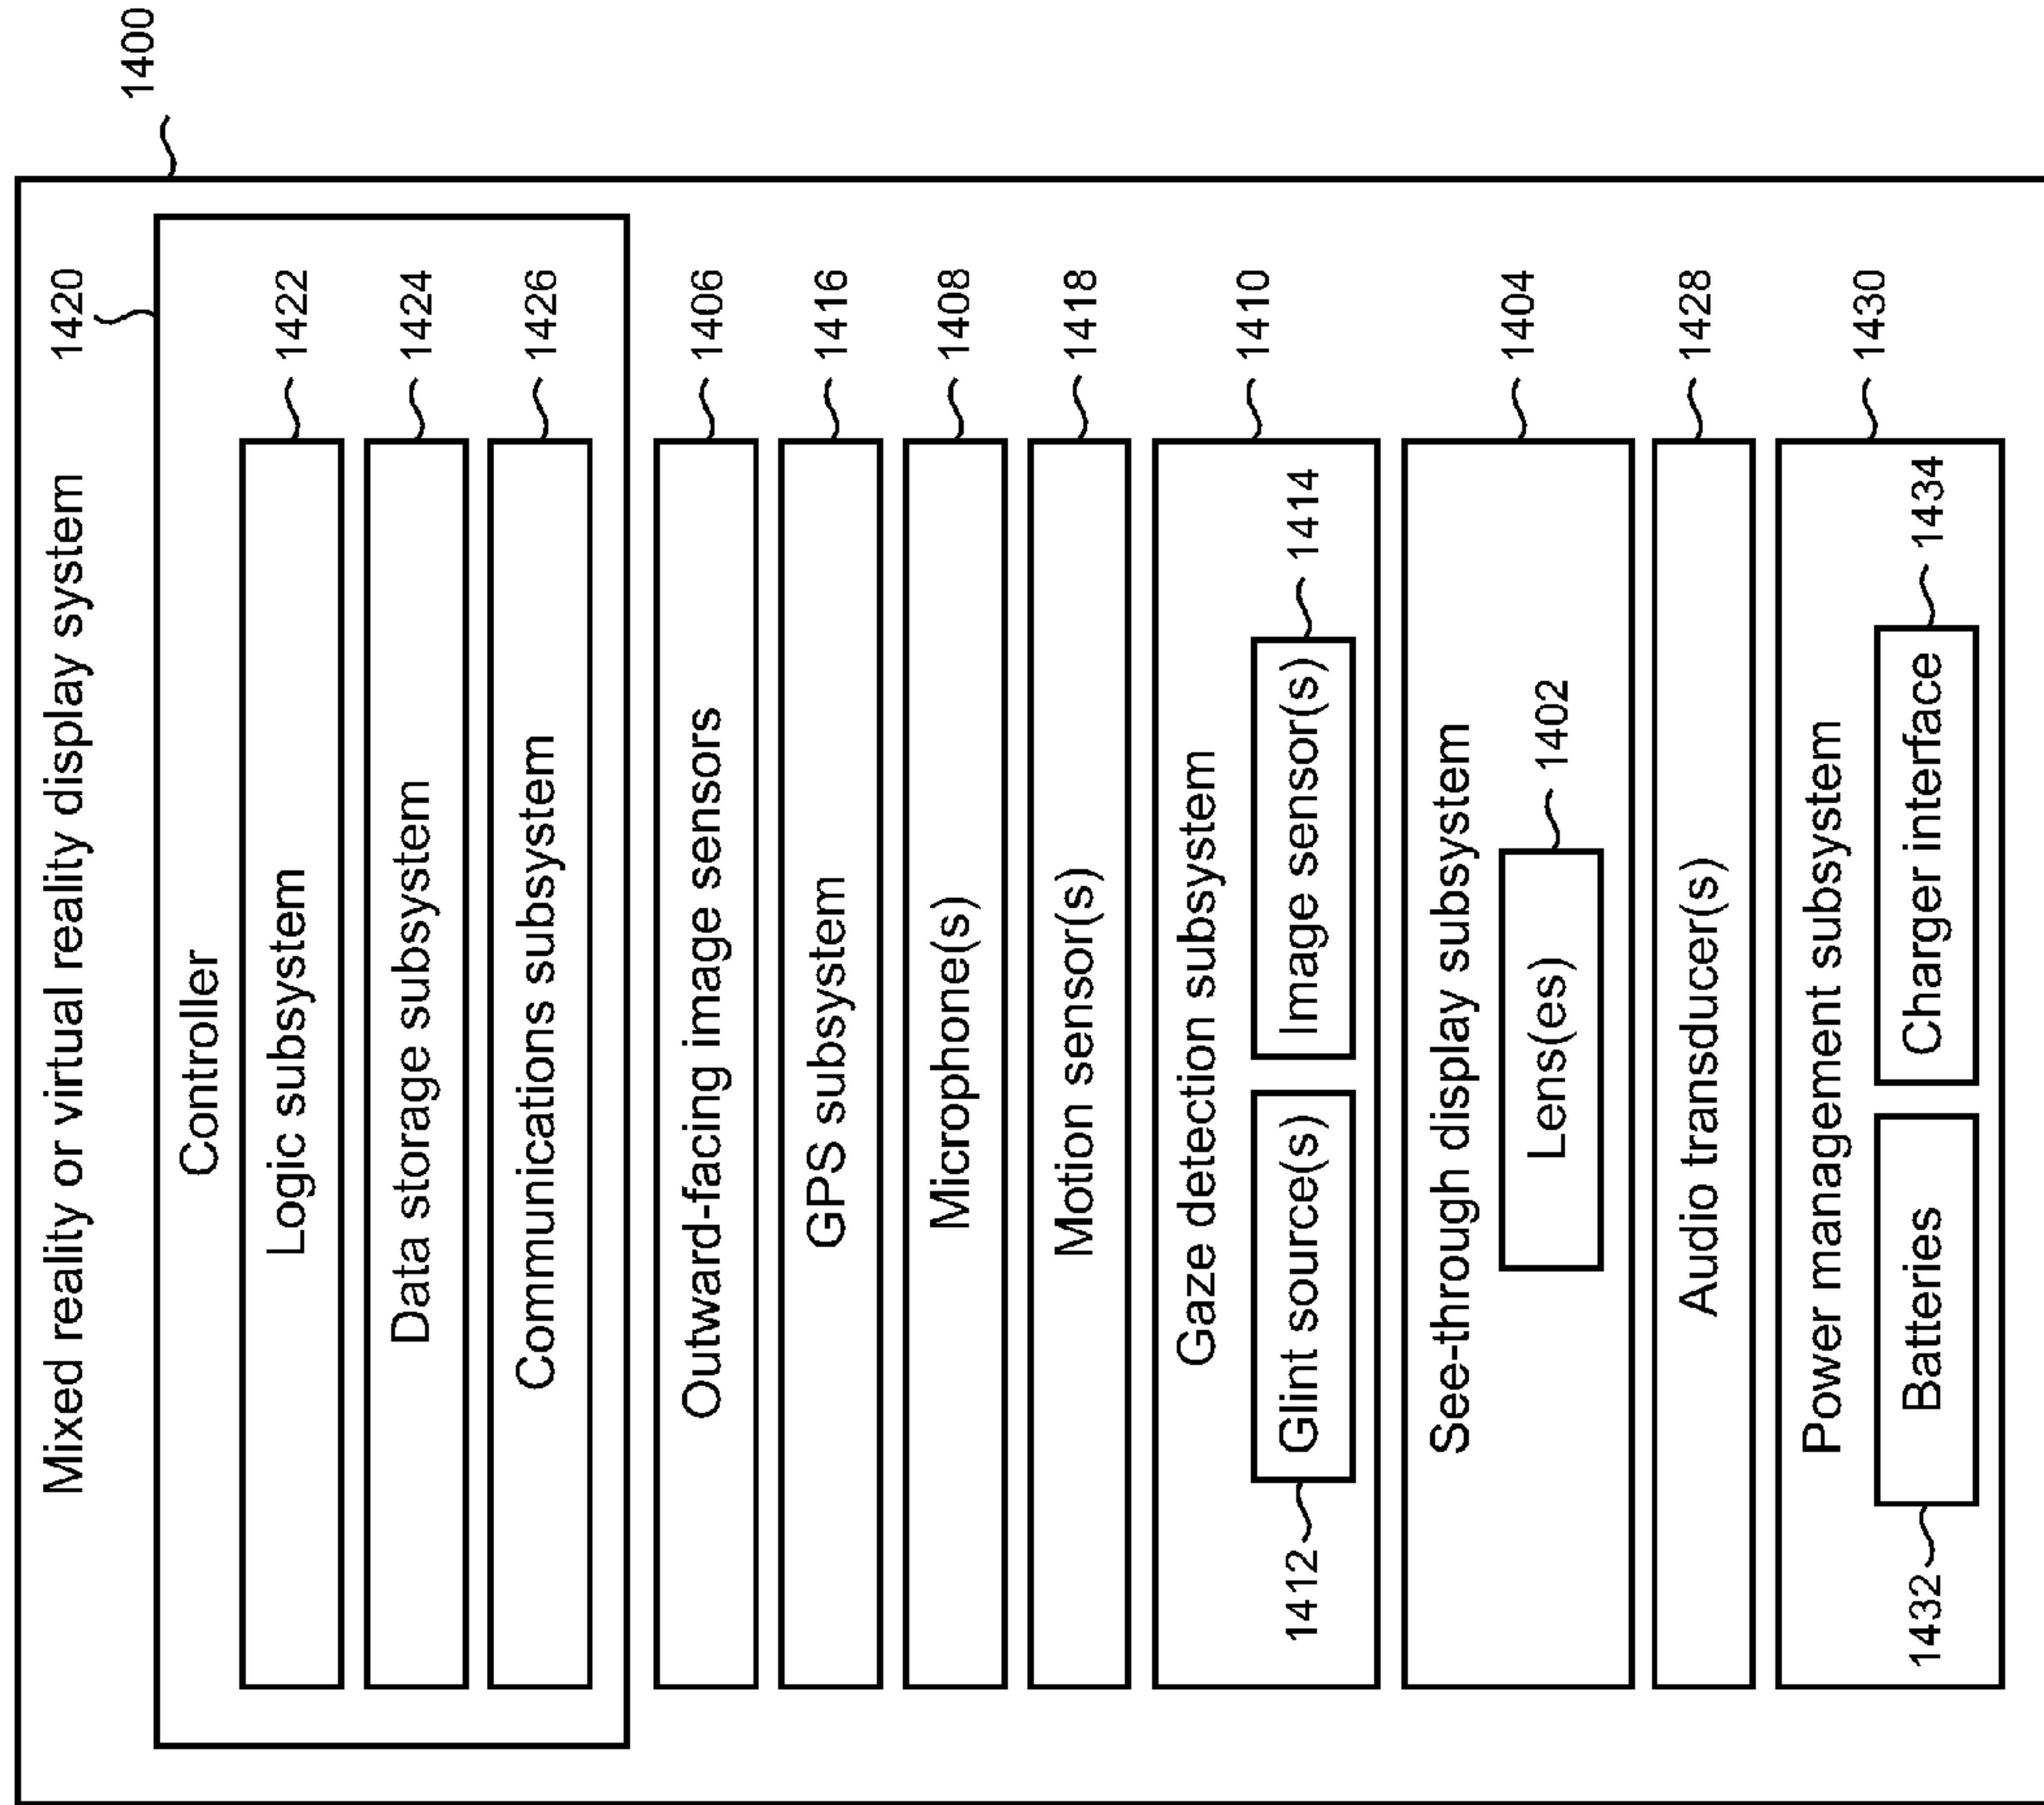 1400
Mixed reality or virtual reality display system 1420
Controller
Logic subsystem 1422
Data storage subsystem 1424
Communications subsystem 1426
Outward-facing image sensors 1406
GPS subsystem 1416
Microphone(s) 1408
Motion sensor(s) 1418
Gaze detection subsystem 1410
1412 Glint source(s) Image sensor(s) 1414
See-through display subsystem 1404
Lens(es) 1402
Audio transducer(s) 1428
Power management subsystem 1430
1432 Batteries Charger interface 1434